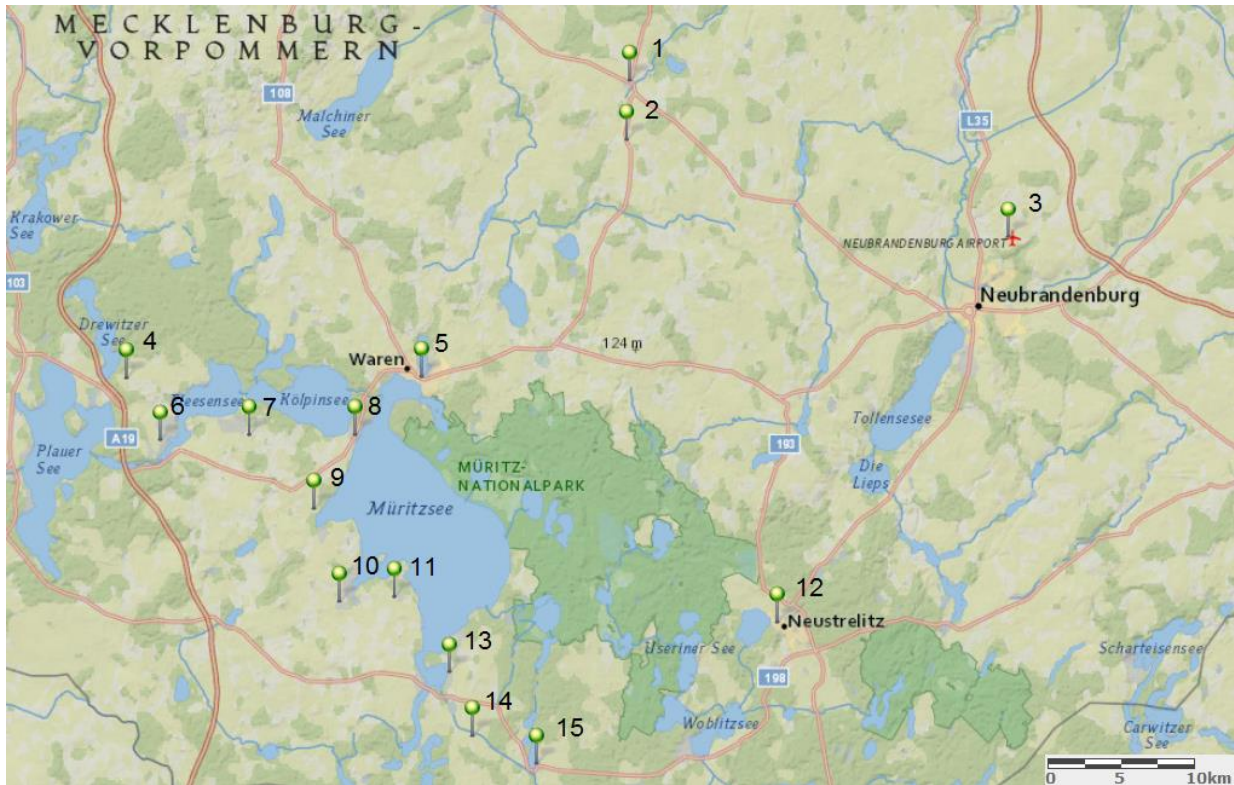 MECKLENBURG-
VORPOMMERN
1
108
Malchiner
See
2
L35
3
Krakower
See
NEUBRANDENBURG AIRPORT
103
Neubrandenburg
Drewitzer
See
4
5
124 m
Waren
6
7
Kölpinsee
8
Tollensesee
A19
193
Plauer
See
MÜRITZ-
NATIONALPARK
Die
Lieps
9
Müritzsee
10
11
12
Neustrelitz
13
Useriner See
Scharteisensee
198
14
Woblitzsee
15
Carwitzer
See
0 5 10km